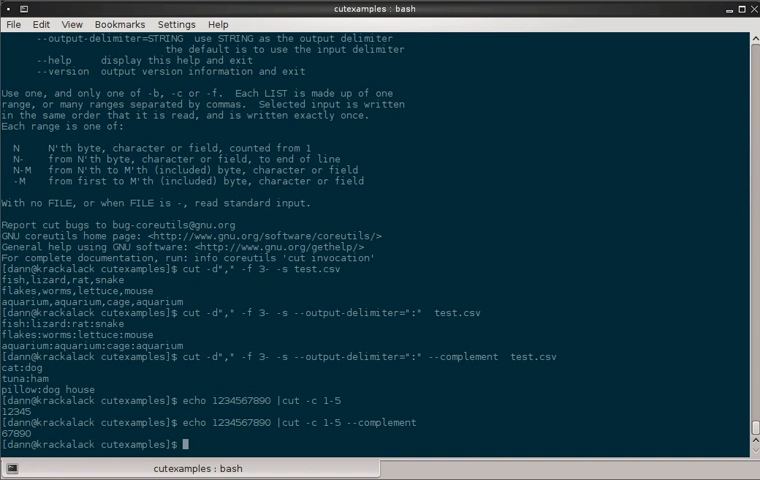 cutexamples : bash
File Edit View Bookmarks Settings Help
--output-delimiter=STRING  use STRING as the output delimiter
the default is to use the input delimiter
--help     display this help and exit
--version  output version information and exit
Use one, and only one of -b, -c or -f.  Each LIST is made up of one
range, or many ranges separated by commas.  Selected input is written
in the same order that it is read, and is written exactly once.
Each range is one of:
N     N'th byte, character or field, counted from 1
N-    from N'th byte, character or field, to end of line
N-M   from N'th to M'th (included) byte, character or field
-M    from first to M'th (included) byte, character or field
With no FILE, or when FILE is -, read standard input.
Report cut bugs to bug-coreutils@gnu.org
GNU coreutils home page: <http://www.gnu.org/software/coreutils/>
General help using GNU software: <http://www.gnu.org/gethelp/>
For complete documentation, run: info coreutils 'cut invocation'
[dann@krackalack cutexamples]$ cut -d"," -f 3- -s test.csv
fish,lizard,rat,snake
flakes,worms,lettuce,mouse
aquarium,aquarium,cage,aquarium
[dann@krackalack cutexamples]$ cut -d"," -f 3- -s --output-delimiter=":"  test.csv
fish:lizard:rat:snake
flakes:worms:lettuce:mouse
aquarium:aquarium:cage:aquarium
[dann@krackalack cutexamples]$ cut -d"," -f 3- -s --output-delimiter=":" --complement  test.csv
cat:dog
tuna:ham
pillow:dog house
[dann@krackalack cutexamples]$ echo 1234567890 |cut -c 1-5
12345
[dann@krackalack cutexamples]$ echo 1234567890 |cut -c 1-5 --complement
67890
[dann@krackalack cutexamples]$
cutexamples : bash